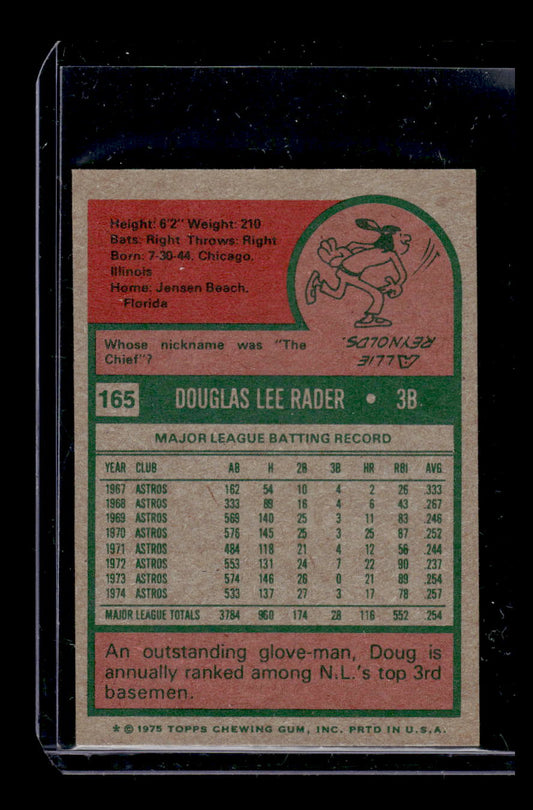 Height: 6'2" Weight: 210
Bats: Right Throws: Right
Born: 7-30-44, Chicago,
Illinois
Home: Jensen Beach,
Florida
Whose nickname was "The
Chief"?
ALLIE
REYNOLDS.
165 DOUGLAS LEE RADER • 3B
MAJOR LEAGUE BATTING RECORD
YEAR CLUB AB H 2B 3B HR RBI AVG
1967 ASTROS 162 54 10 4 2 26 .333
1968 ASTROS 333 89 16 4 6 43 .267
1969 ASTROS 569 140 25 3 11 83 .246
1970 ASTROS 576 145 25 3 25 87 .252
1971 ASTROS 484 118 21 4 12 56 .244
1972 ASTROS 553 131 24 7 22 90 .237
1973 ASTROS 574 146 26 0 21 89 .254
1974 ASTROS 533 137 27 3 17 78 .257
MAJOR LEAGUE TOTALS 3784 960 174 28 116 552 .254
An outstanding glove-man, Doug is
annually ranked among N.L.'s top 3rd
basemen.
* © 1975 TOPPS CHEWING GUM, INC. PRTD IN U.S.A.